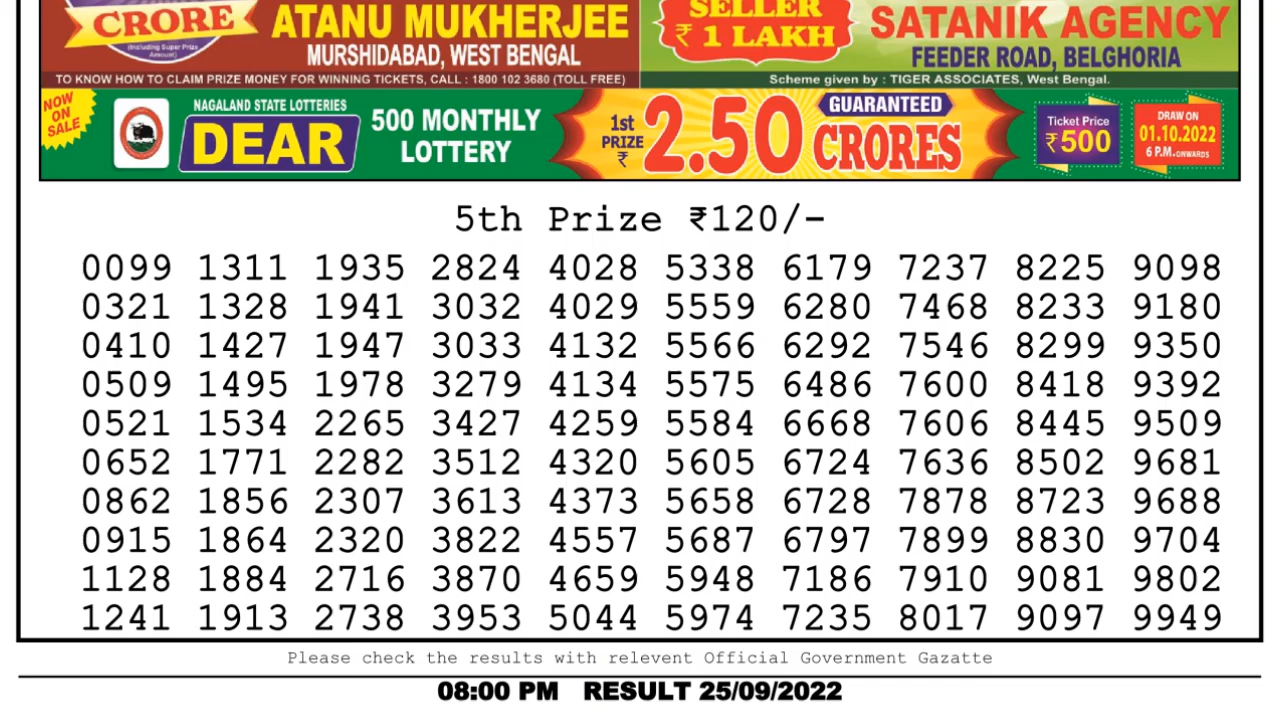 CRORE
(Including Super Prize
Amount)
ATANU MUKHERJEE
MURSHIDABAD, WEST BENGAL
TO KNOW HOW TO CLAIM PRIZE MONEY FOR WINNING TICKETS, CALL : 1800 102 3680 (TOLL FREE)
SELLER
₹ 1 LAKH
SATANIK AGENCY
FEEDER ROAD, BELGHORIA
Scheme given by : TIGER ASSOCIATES, West Bengal.
NOW
ON
SALE
NAGALAND STATE LOTTERIES
DEAR
500 MONTHLY
LOTTERY
1st
PRIZE
₹
2.50
GUARANTEED
CRORES
Ticket Price
₹500
DRAW ON
01.10.2022
6 P.M. ONWARDS
5th Prize ₹120/-
0099 1311 1935 2824 4028 5338 6179 7237 8225 9098
0321 1328 1941 3032 4029 5559 6280 7468 8233 9180
0410 1427 1947 3033 4132 5566 6292 7546 8299 9350
0509 1495 1978 3279 4134 5575 6486 7600 8418 9392
0521 1534 2265 3427 4259 5584 6668 7606 8445 9509
0652 1771 2282 3512 4320 5605 6724 7636 8502 9681
0862 1856 2307 3613 4373 5658 6728 7878 8723 9688
0915 1864 2320 3822 4557 5687 6797 7899 8830 9704
1128 1884 2716 3870 4659 5948 7186 7910 9081 9802
1241 1913 2738 3953 5044 5974 7235 8017 9097 9949
Please check the results with relevent Official Government Gazatte
08:00 PM RESULT 25/09/2022